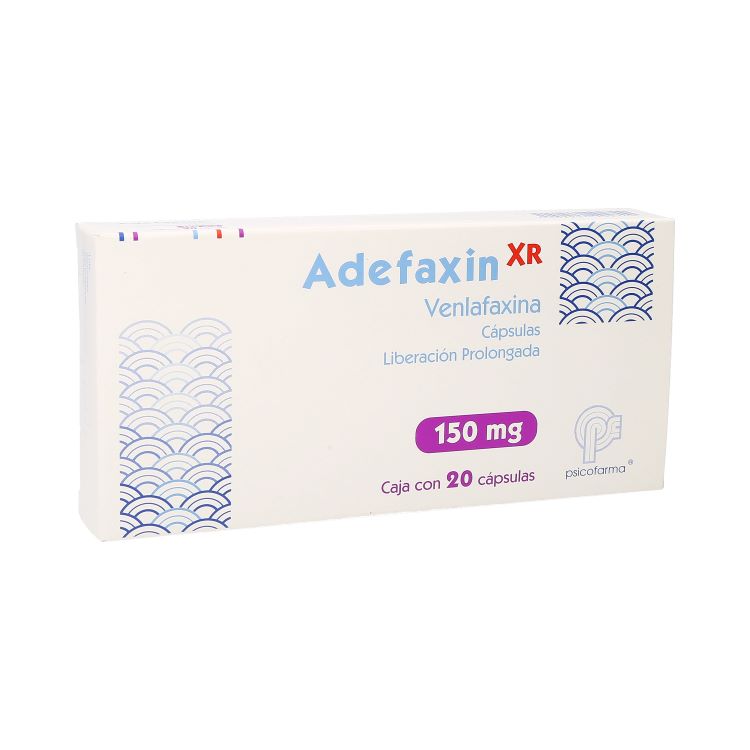 Adefaxin XR
Venlafaxina
Cápsulas
Liberación Prolongada
150 mg
Caja con 20 cápsulas
psicofarma®